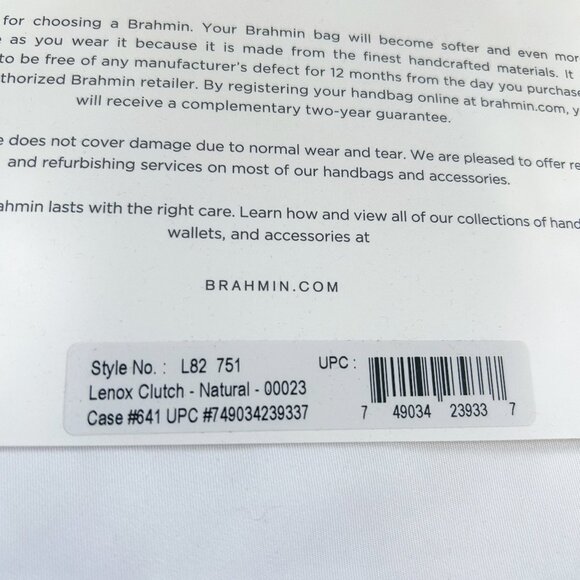 for choosing a Brahmin. Your Brahmin bag will become softer and even mor
as you wear it because it is made from the finest handcrafted materials. It
to be free of any manufacturer's defect for 12 months from the day you purchase
uthorized Brahmin retailer. By registering your handbag online at brahmin.com, y
will receive a complementary two-year guarantee.
e does not cover damage due to normal wear and tear. We are pleased to offer re
and refurbishing services on most of our handbags and accessories.
ahmin lasts with the right care. Learn how and view all of our collections of hand
wallets, and accessories at
BRAHMIN.COM
Style No. : L82 751 UPC :
Lenox Clutch - Natural - 00023
Case #641 UPC #749034239337
7 49034 23933 7